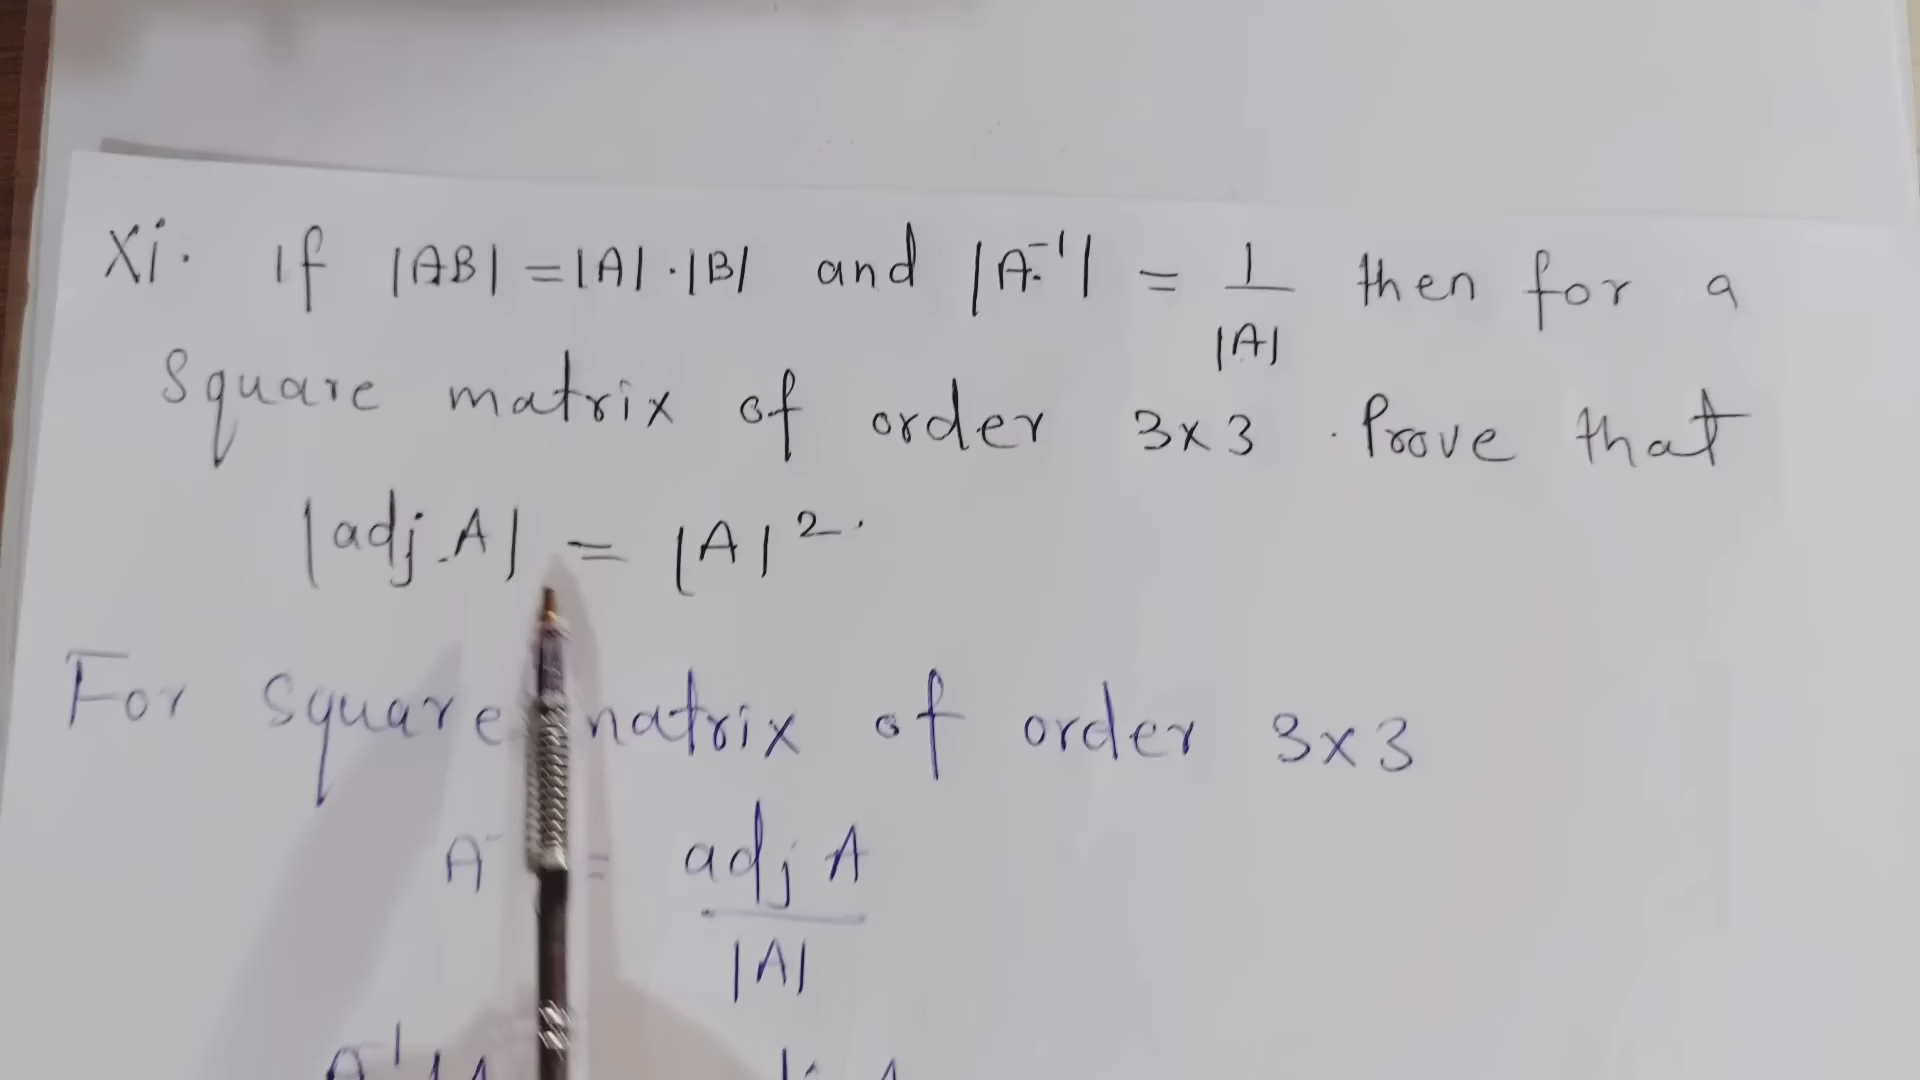 Xi. If |AB| = |A| . |B| and |A⁻¹| = 1/|A| then for a
square matrix of order 3x3 . Prove that
|adj A| = |A|².
For square matrix of order 3x3
A⁻ = adj A / |A|